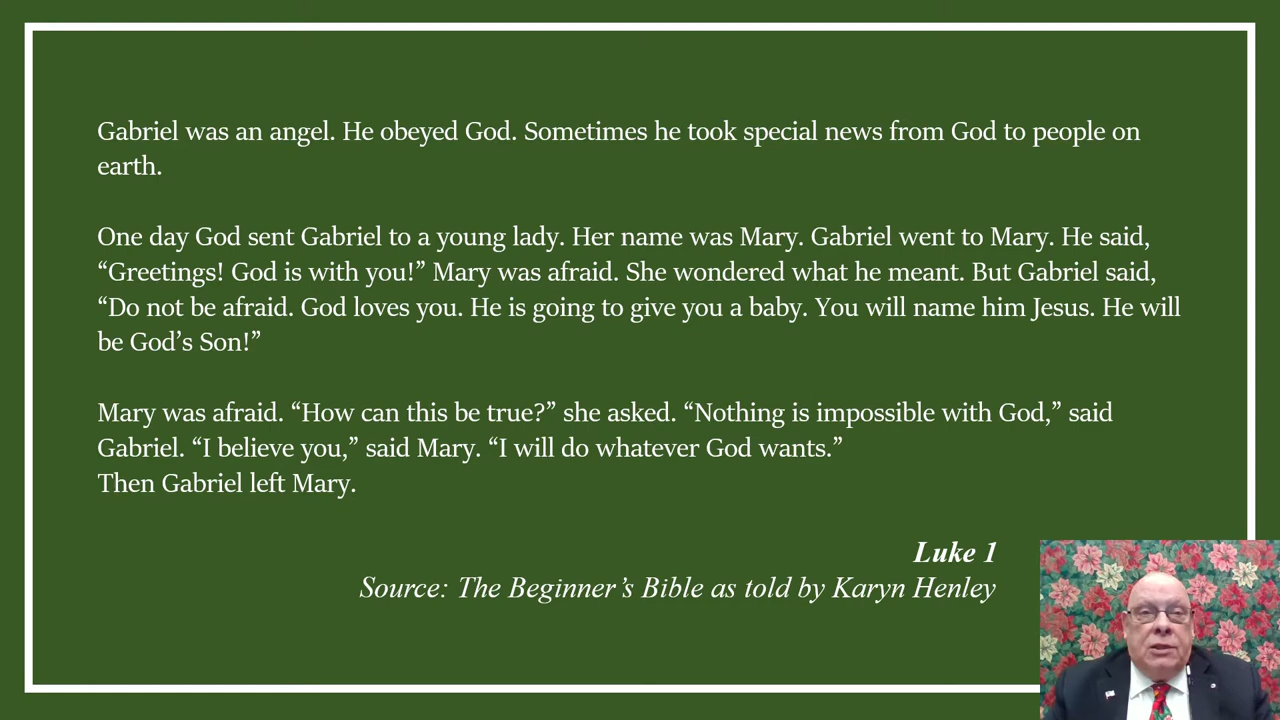 Gabriel was an angel. He obeyed God. Sometimes he took special news from God to people on
earth.
One day God sent Gabriel to a young lady. Her name was Mary. Gabriel went to Mary. He said,
“Greetings! God is with you!” Mary was afraid. She wondered what he meant. But Gabriel said,
“Do not be afraid. God loves you. He is going to give you a baby. You will name him Jesus. He will
be God’s Son!”
Mary was afraid. “How can this be true?” she asked. “Nothing is impossible with God,” said
Gabriel. “I believe you,” said Mary. “I will do whatever God wants.”
Then Gabriel left Mary.
Luke 1
Source: The Beginner’s Bible as told by Karyn Henley